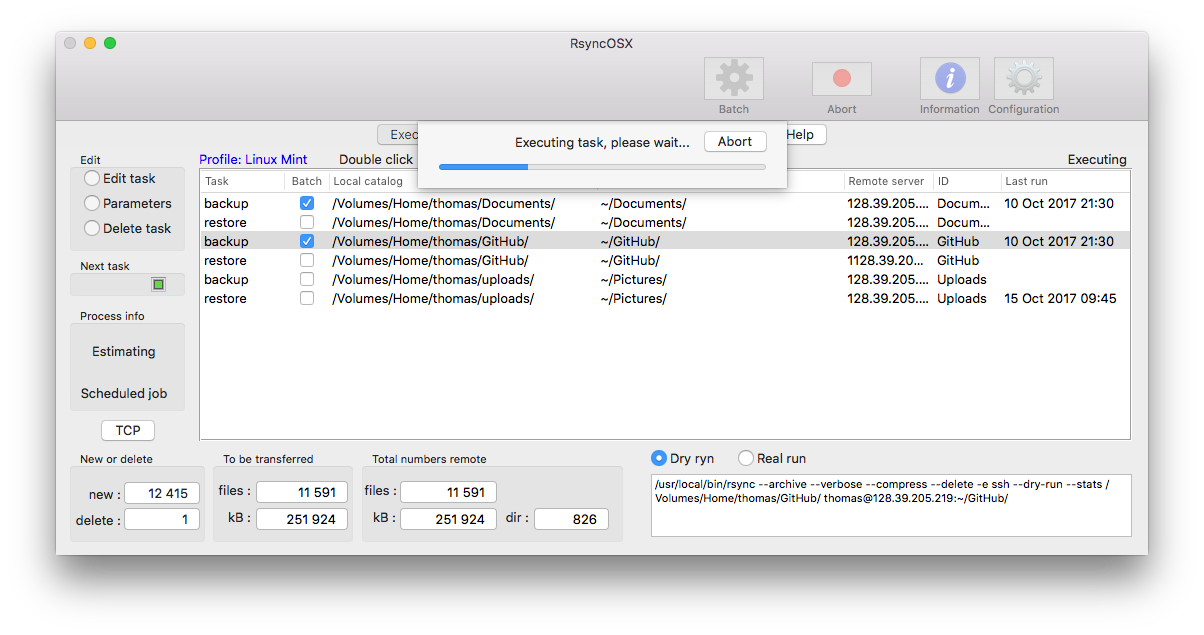 RsyncOSX
Batch
Abort
Information
Configuration
Exec
Help
Executing task, please wait...
Abort
Edit
Profile: Linux Mint
Double click
Executing
Edit task
Parameters
Delete task
Task Batch Local catalog Remote server ID Last run
backup /Volumes/Home/thomas/Documents/ ~/Documents/ 128.39.205.... Docum... 10 Oct 2017 21:30
restore /Volumes/Home/thomas/Documents/ ~/Documents/ 128.39.205.... Docum...
backup /Volumes/Home/thomas/GitHub/ ~/GitHub/ 128.39.205.... GitHub 10 Oct 2017 21:30
restore /Volumes/Home/thomas/GitHub/ ~/GitHub/ 1128.39.20... GitHub
backup /Volumes/Home/thomas/uploads/ ~/Pictures/ 128.39.205.... Uploads
restore /Volumes/Home/thomas/uploads/ ~/Pictures/ 128.39.205.... Uploads 15 Oct 2017 09:45
Next task
Process info
Estimating
Scheduled job
TCP
New or delete
new : 12 415
delete : 1
To be transferred
files : 11 591
kB : 251 924
Total numbers remote
files : 11 591
kB : 251 924 dir : 826
Dry ryn Real run
/usr/local/bin/rsync --archive --verbose --compress --delete -e ssh --dry-run --stats /
Volumes/Home/thomas/GitHub/ thomas@128.39.205.219:~/GitHub/